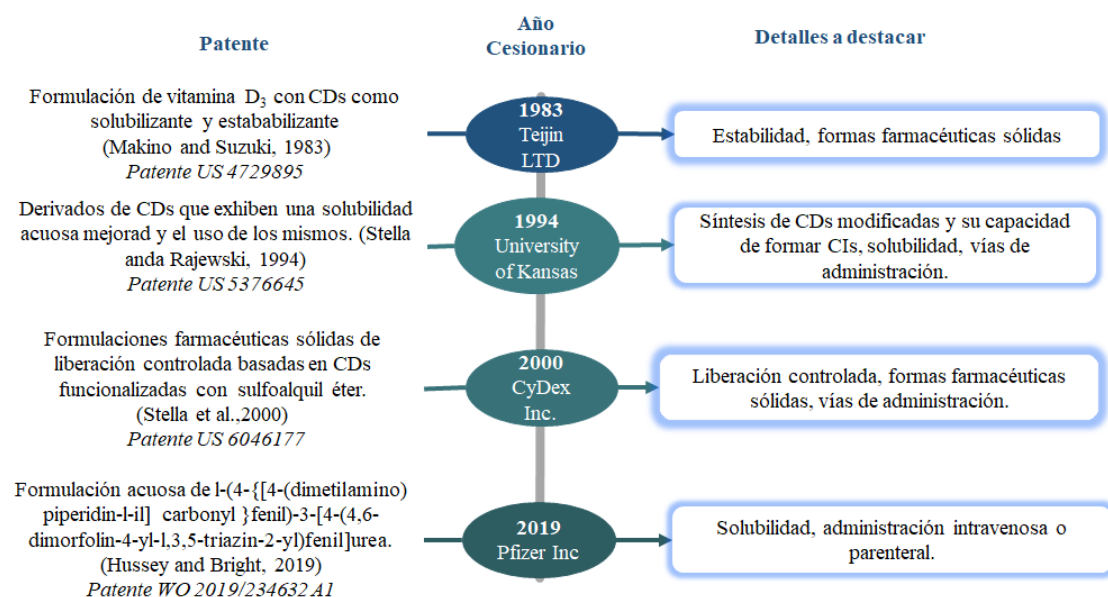 Patente
Año
Cesionario
Detalles a destacar
Formulación de vitamina D₃ con CDs como
solubilizante y estababilizante
(Makino and Suzuki, 1983)
Patente US 4729895
1983
Teijin
LTD
Estabilidad, formas farmacéuticas sólidas
Derivados de CDs que exhiben una solubilidad
acuosa mejorad y el uso de los mismos. (Stella
anda Rajewski, 1994)
Patente US 5376645
1994
University
of Kansas
Síntesis de CDs modificadas y su capacidad
de formar CIs, solubilidad, vías de
administración.
Formulaciones farmacéuticas sólidas de
liberación controlada basadas en CDs
funcionalizadas con sulfoalquil éter.
(Stella et al.,2000)
Patente US 6046177
2000
CyDex
Inc.
Liberación controlada, formas farmacéuticas
sólidas, vías de administración.
Formulación acuosa de l-(4-{[4-(dimetilamino)
piperidin-l-il] carbonyl }fenil)-3-[4-(4,6-
dimorfolin-4-yl-l,3,5-triazin-2-yl)fenil]urea.
(Hussey and Bright, 2019)
Patente WO 2019/234632 A1
2019
Pfizer Inc
Solubilidad, administración intravenosa o
parenteral.